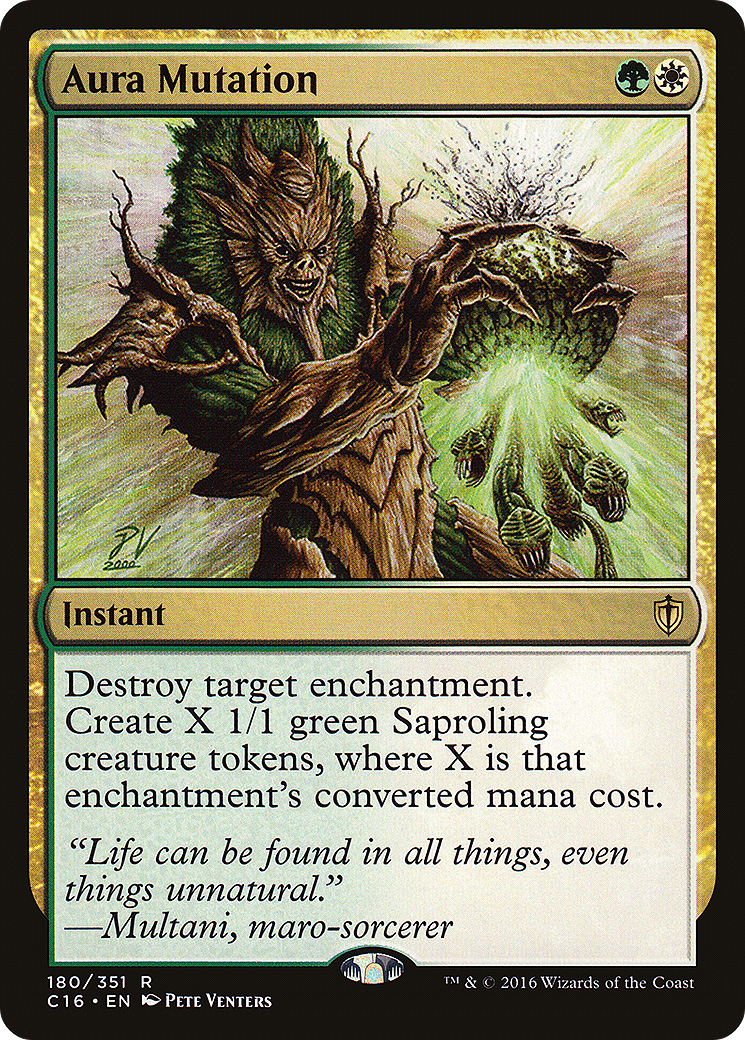 Aura Mutation
PV
2000
Instant
Destroy target enchantment.
Create X 1/1 green Saproling
creature tokens, where X is that
enchantment's converted mana cost.
“Life can be found in all things, even
things unnatural.”
—Multani, maro-sorcerer
180/351 R
C16 • EN Pete Venters
™ & © 2016 Wizards of the Coast